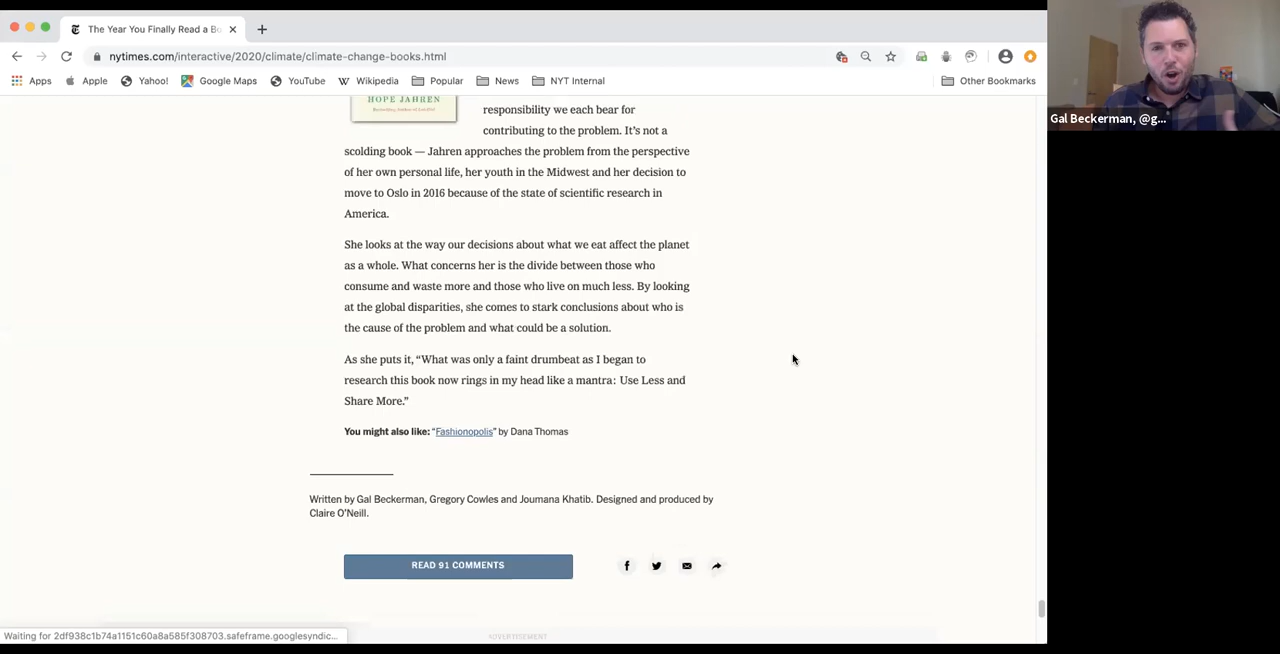 The Year You Finally Read a B
nytimes.com/interactive/2020/climate/climate-change-books.html
Apps Apple Yahoo! Google Maps YouTube Wikipedia Popular News NYT Internal Other Bookmarks
Gal Beckerman, @g...
HOPE JAHREN
responsibility we each bear for
contributing to the problem. It’s not a
scolding book — Jahren approaches the problem from the perspective
of her own personal life, her youth in the Midwest and her decision to
move to Oslo in 2016 because of the state of scientific research in
America.
She looks at the way our decisions about what we eat affect the planet
as a whole. What concerns her is the divide between those who
consume and waste more and those who live on much less. By looking
at the global disparities, she comes to stark conclusions about who is
the cause of the problem and what could be a solution.
As she puts it, “What was only a faint drumbeat as I began to
research this book now rings in my head like a mantra: Use Less and
Share More.”
You might also like: “Fashionopolis” by Dana Thomas
Written by Gal Beckerman, Gregory Cowles and Joumana Khatib. Designed and produced by
Claire O’Neill.
READ 91 COMMENTS
Waiting for 2df938c1b74a1151c60a8a585f308703.safeframe.googlesyndic...
ADVERTISEMENT